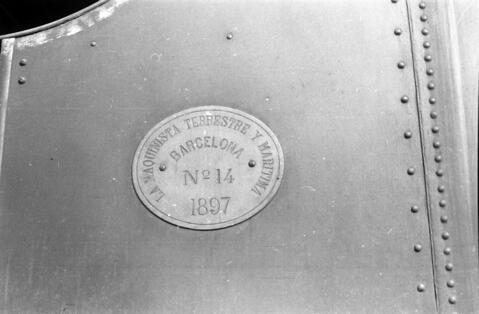 LA MAQUINISTA TERRESTRE Y MARITIMA
BARCELONA
Nº 14
1897